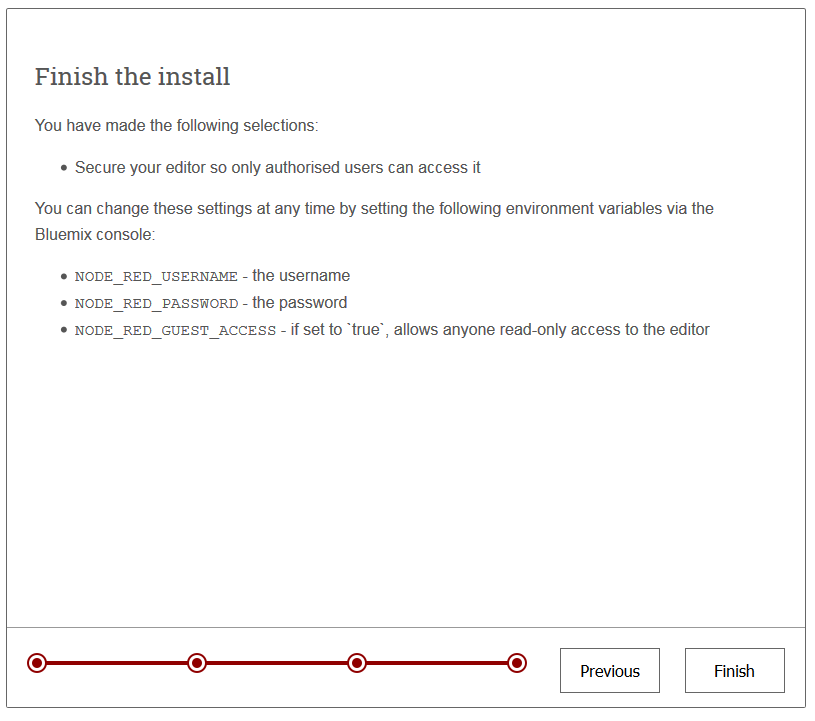 Finish the install
You have made the following selections:
• Secure your editor so only authorised users can access it
You can change these settings at any time by setting the following environment variables via the
Bluemix console:
• NODE_RED_USERNAME - the username
• NODE_RED_PASSWORD - the password
• NODE_RED_GUEST_ACCESS - if set to `true`, allows anyone read-only access to the editor
Previous
Finish